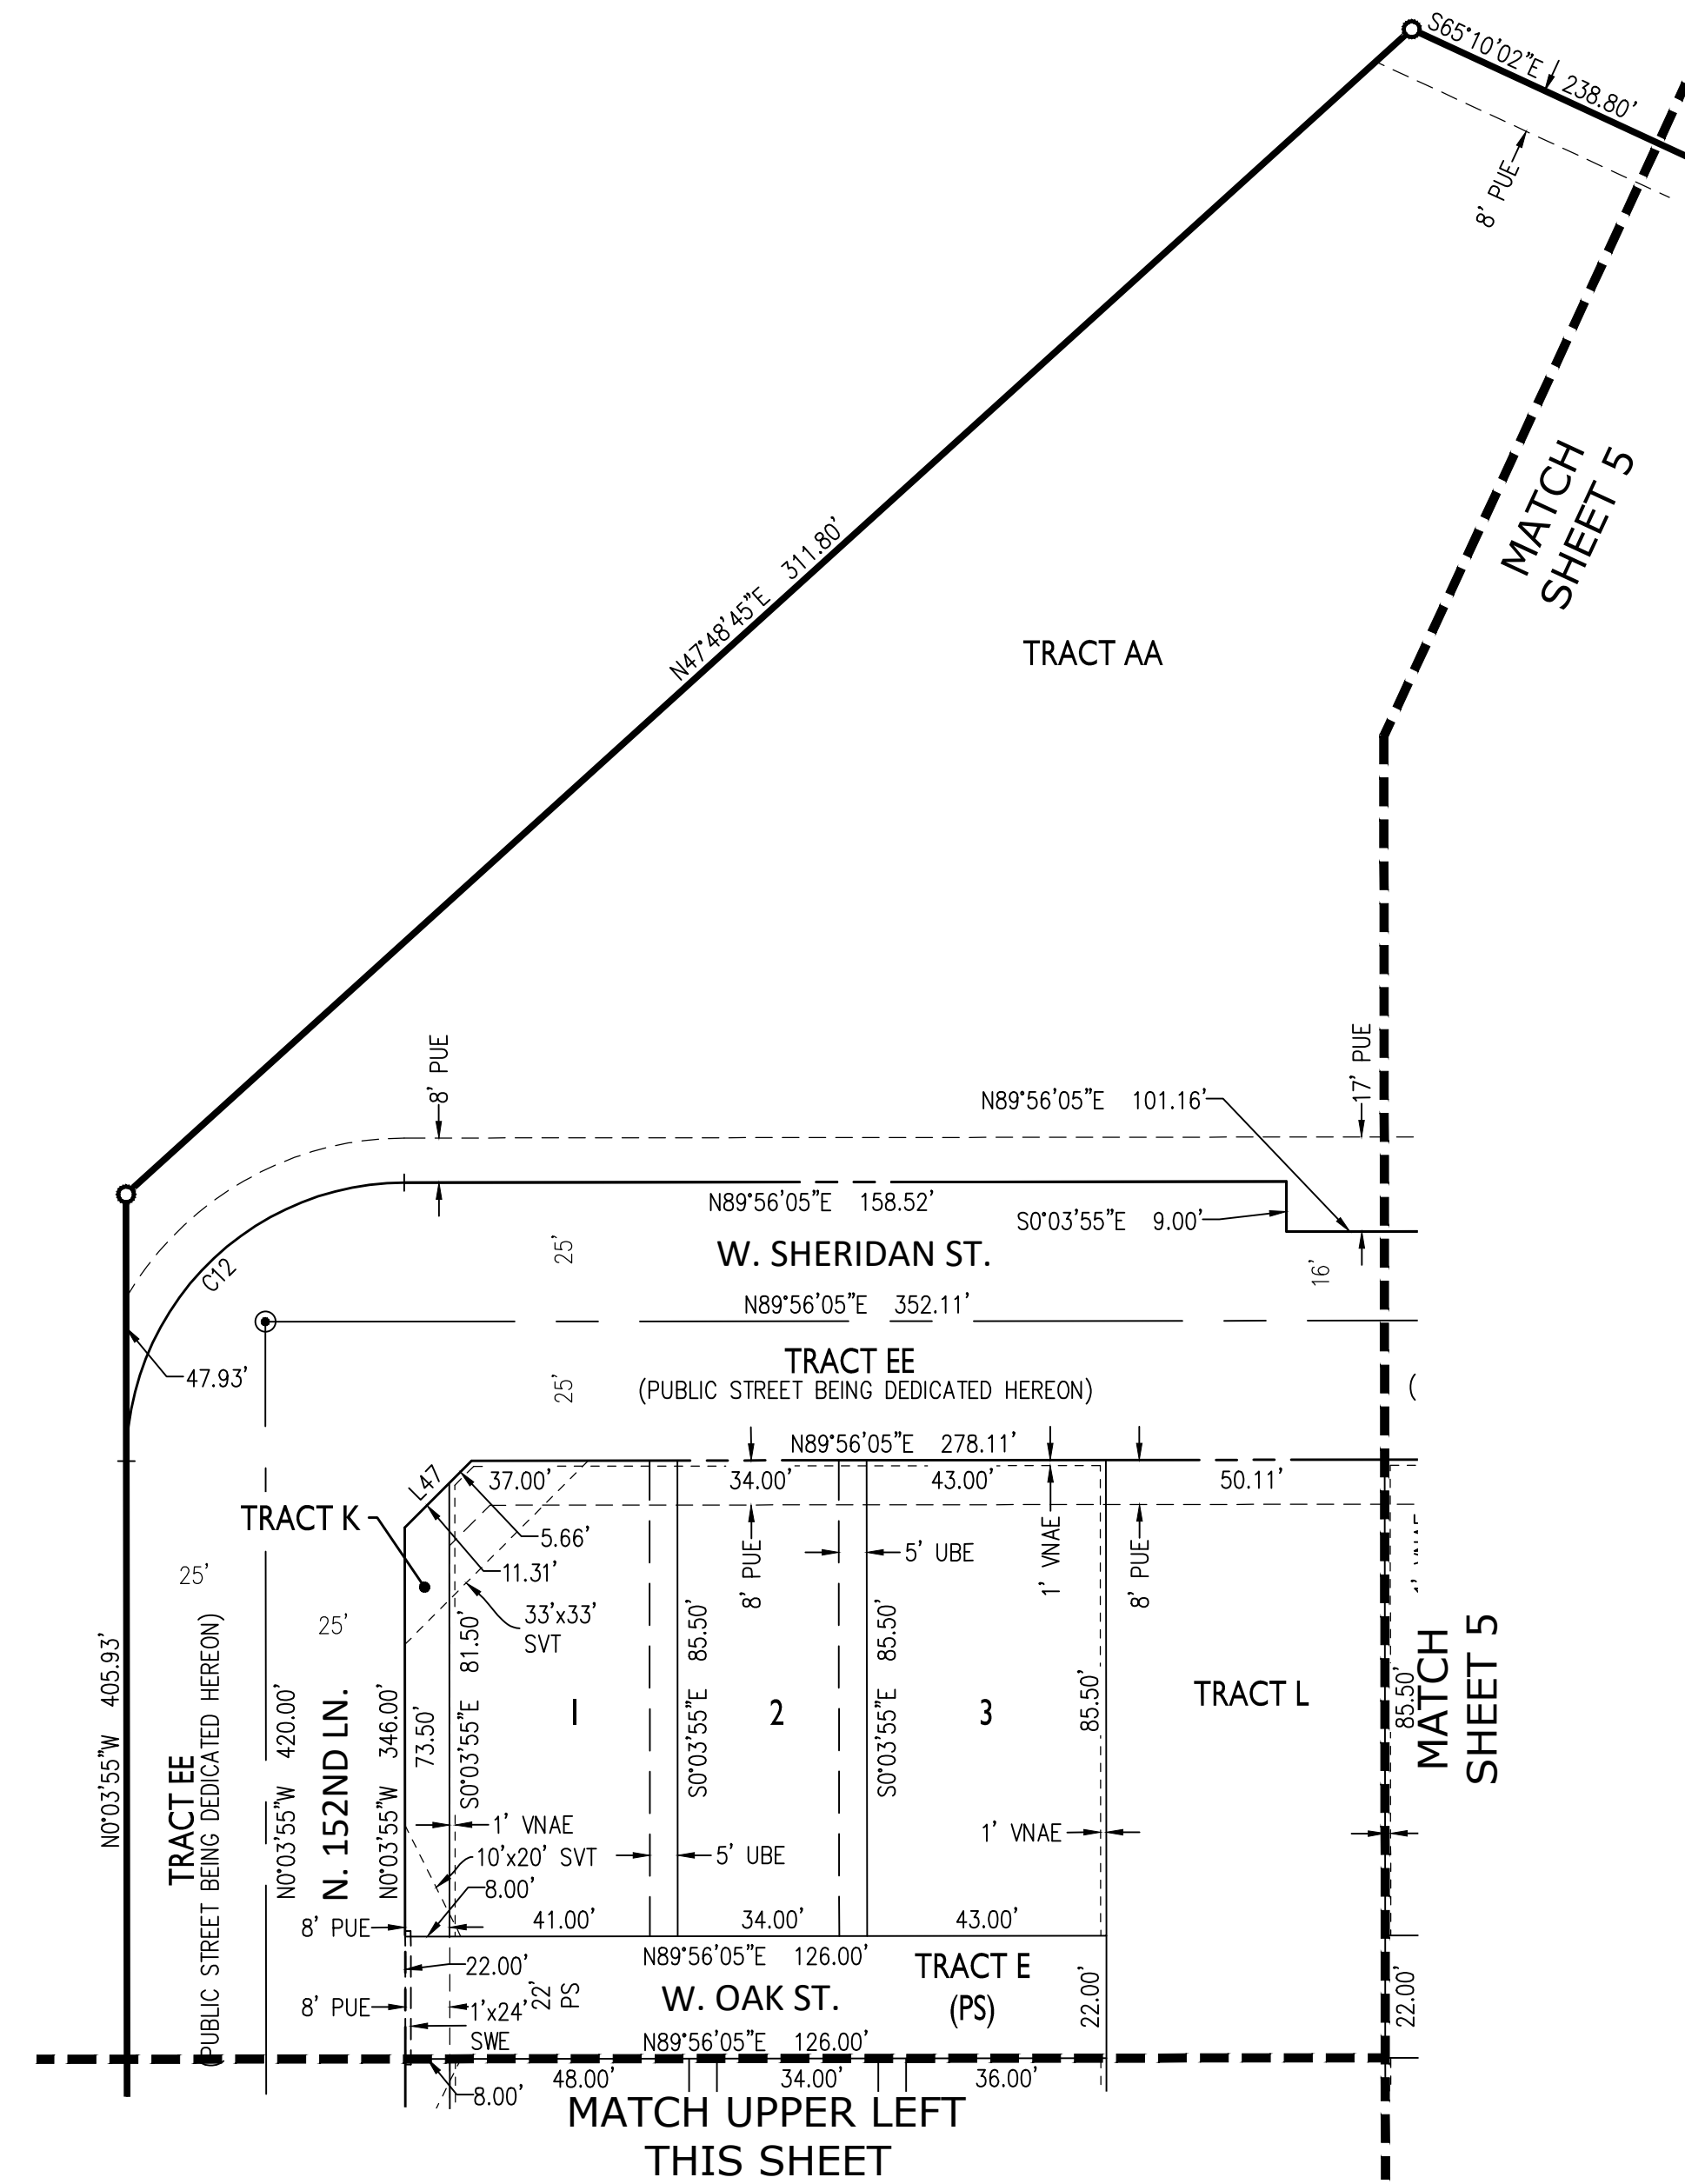 S65°10'02"E 238.80'
8' PUE
MATCH
SHEET 5
N47°48'45"E 311.80'
TRACT AA
8' PUE
17' PUE
N89°56'05"E 101.16'
N89°56'05"E 158.52'
S0°03'55"E 9.00'
C12
25'
W. SHERIDAN ST.
16'
N89°56'05"E 352.11'
47.93'
TRACT EE
25'
(PUBLIC STREET BEING DEDICATED HEREON)
(
N89°56'05"E 278.11'
L47
37.00'
34.00'
43.00'
50.11'
TRACT K
5.66'
11.31'
8' PUE
5' UBE
1' VNAE
8' PUE
25'
25'
33'x33'
SVT
N0°03'55"W 405.93'
TRACT EE
(PUBLIC STREET BEING DEDICATED HEREON)
N0°03'55"W 420.00'
N. 152ND LN.
N0°03'55"W 346.00'
73.50'
S0°03'55"E 81.50'
1
S0°03'55"E 85.50'
2
S0°03'55"E 85.50'
3
85.50'
TRACT L
85.50'
MATCH
SHEET 5
1' VNAE
1' VNAE
10'x20' SVT
5' UBE
8.00'
8' PUE
41.00'
34.00'
43.00'
N89°56'05"E 126.00'
22.00'
TRACT E
(PS)
W. OAK ST.
22'
PS
8' PUE
1'x24'
SWE
22.00'
22.00'
N89°56'05"E 126.00'
8.00'
48.00'
34.00'
36.00'
MATCH UPPER LEFT
THIS SHEET